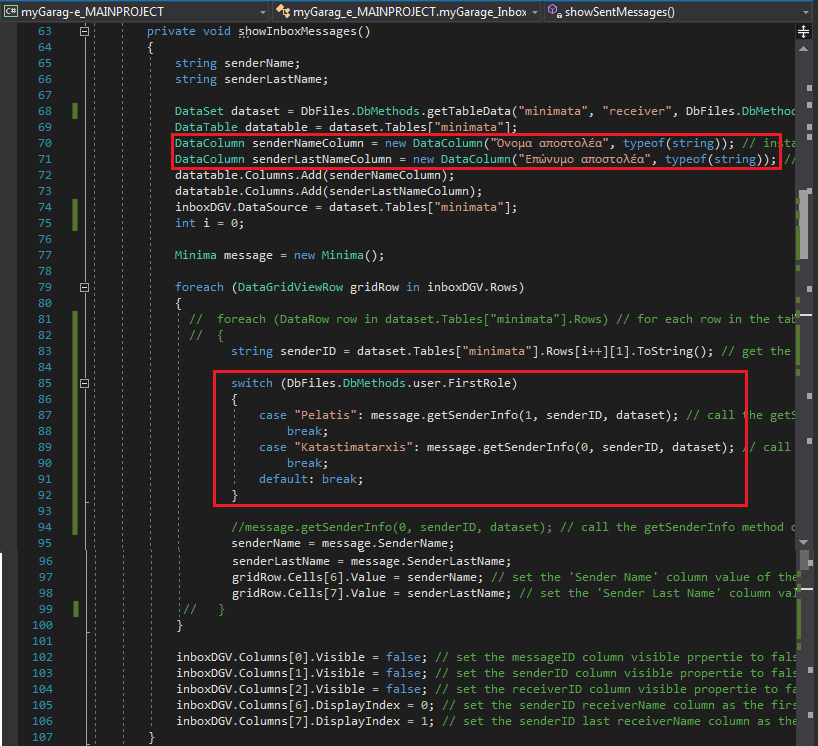 myGarag-e_MAINPROJECT myGarag_e_MAINPROJECT.myGarage_Inbox showSentMessages()
63 private void showInboxMessages()
64 {
65 string senderName;
66 string senderLastName;
67
68 DataSet dataset = DbFiles.DbMethods.getTableData("minimata", "receiver", DbFiles.DbMethod
69 DataTable datatable = dataset.Tables["minimata"];
70 DataColumn senderNameColumn = new DataColumn("Όνομα αποστολέα", typeof(string)); // insta
71 DataColumn senderLastNameColumn = new DataColumn("Επώνυμο αποστολέα", typeof(string)); //
72 datatable.Columns.Add(senderNameColumn);
73 datatable.Columns.Add(senderLastNameColumn);
74 inboxDGV.DataSource = dataset.Tables["minimata"];
75 int i = 0;
76
77 Minima message = new Minima();
78
79 foreach (DataGridViewRow gridRow in inboxDGV.Rows)
80 {
81 // foreach (DataRow row in dataset.Tables["minimata"].Rows) // for each row in the tab
82 // {
83 string senderID = dataset.Tables["minimata"].Rows[i++][1].ToString(); // get the
84
85 switch (DbFiles.DbMethods.user.FirstRole)
86 {
87 case "Pelatis": message.getSenderInfo(1, senderID, dataset); // call the getS
88 break;
89 case "Katastimatarxis": message.getSenderInfo(0, senderID, dataset); // call
90 break;
91 default: break;
92 }
93
94 //message.getSenderInfo(0, senderID, dataset); // call the getSenderInfo method o
95 senderName = message.SenderName;
96 senderLastName = message.SenderLastName;
97 gridRow.Cells[6].Value = senderName; // set the 'Sender Name' column value of the
98 gridRow.Cells[7].Value = senderLastName; // set the 'Sender Last Name' column val
99 // }
100 }
101
102 inboxDGV.Columns[0].Visible = false; // set the messageID column visible prpertie to fals
103 inboxDGV.Columns[1].Visible = false; // set the senderID column visible propertie to fals
104 inboxDGV.Columns[2].Visible = false; // set the receiverID column visible propertie to fa
105 inboxDGV.Columns[6].DisplayIndex = 0; // set the senderID receiverName column as the firs
106 inboxDGV.Columns[7].DisplayIndex = 1; // set the senderID last receiverName column as the
107 }